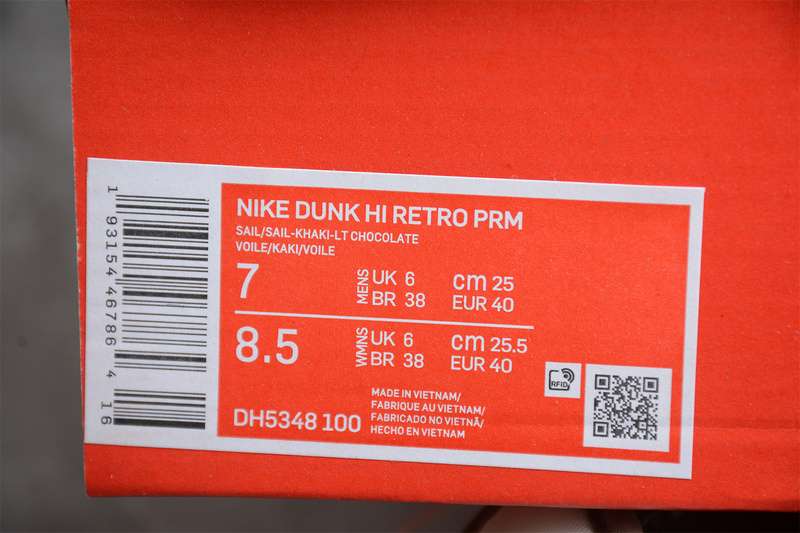 NIKE DUNK HI RETRO PRM
SAIL/SAIL-KHAKI-LT CHOCOLATE
VOILE/KAKI/VOILE
7 MENS UK 6 cm 25
BR 38 EUR 40
8.5 WMNS UK 6 cm 25.5
BR 38 EUR 40
MADE IN VIETNAM/
FABRIQUE AU VIETNAM/
FABRICADO NO VIETNÃ/
HECHO EN VIETNAM
DH5348 100
RFID
1 93154 46786 4
16